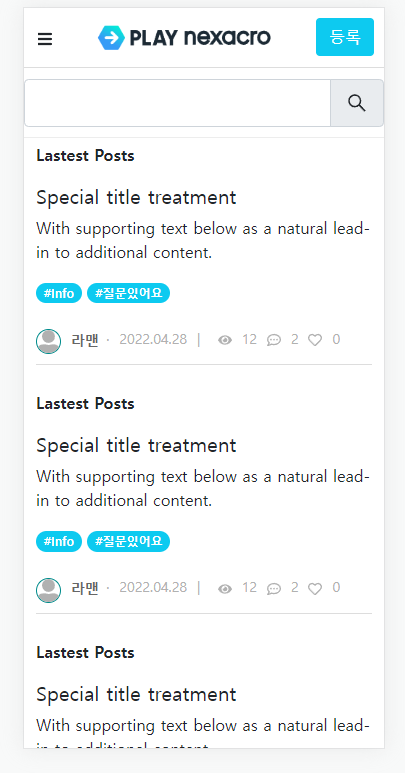 PLAY nexacro
등록
Lastest Posts
Special title treatment
With supporting text below as a natural lead-
in to additional content.
#Info #질문있어요
라맨 · 2022.04.28 | 12 2 0
Lastest Posts
Special title treatment
With supporting text below as a natural lead-
in to additional content.
#Info #질문있어요
라맨 · 2022.04.28 | 12 2 0
Lastest Posts
Special title treatment
With supporting text below as a natural lead-
in to additional content.